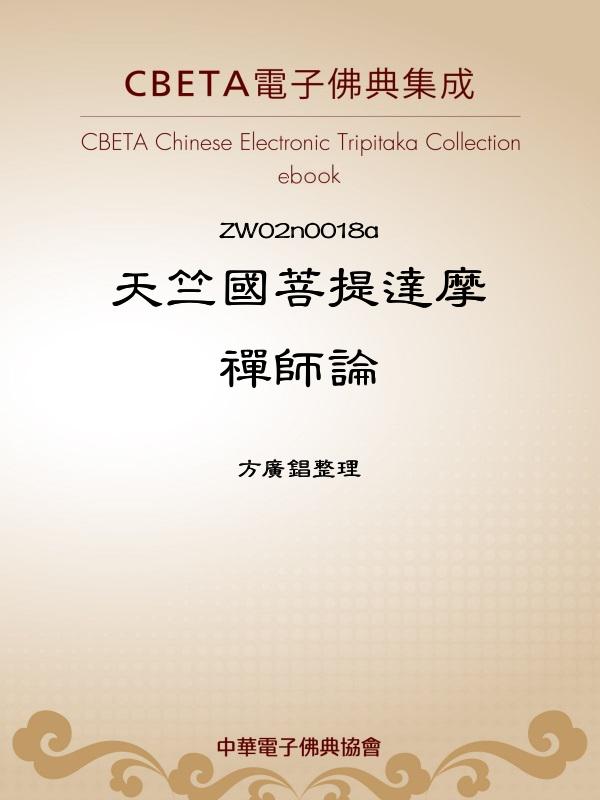 CBETA電子佛典集成
CBETA Chinese Electronic Tripitaka Collection
ebook
ZW02n0018a
天竺國菩提達摩
禪師論
方廣錩整理
中華電子佛典協會